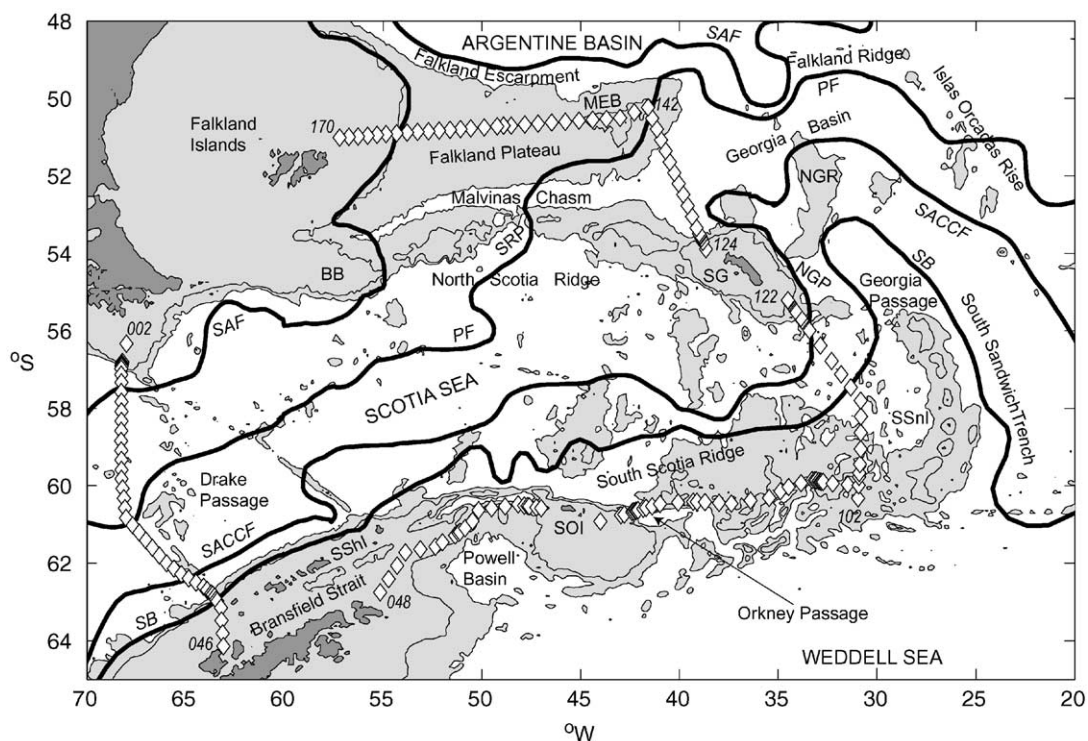 48
50
52
54
56
58
60
62
64
°S
70
65
60
55
50
45
40
35
30
25
20
°W
ARGENTINE BASIN
SAF
Falkland Escarpment
Falkland Ridge
MEB
142
PF
Islas Orcadas Rise
170
Falkland
Islands
Falkland Plateau
Georgia Basin
NGR
Malvinas Chasm
SACCF
SRP
124
SB
BB
North Scotia Ridge
SG
NGP
122
Georgia
Passage
002
SAF
PF
South Sandwich Trench
SCOTIA SEA
SSnI
Drake
Passage
South Scotia Ridge
102
SACCF
SShI
SOI
Powell
Basin
Bransfield Strait
048
Orkney Passage
SB
046
WEDDELL SEA